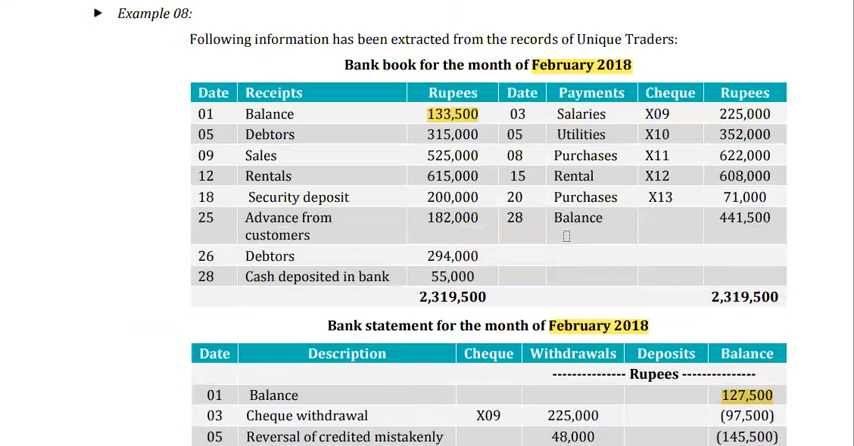 Example 08:
Following information has been extracted from the records of Unique Traders:
Bank book for the month of February 2018
Date Receipts Rupees Date Payments Cheque Rupees
01 Balance 133,500 03 Salaries X09 225,000
05 Debtors 315,000 05 Utilities X10 352,000
09 Sales 525,000 08 Purchases X11 622,000
12 Rentals 615,000 15 Rental X12 608,000
18 Security deposit 200,000 20 Purchases X13 71,000
25 Advance from 182,000 28 Balance 441,500
customers
26 Debtors 294,000
28 Cash deposited in bank 55,000
2,319,500 2,319,500
Bank statement for the month of February 2018
Date Description Cheque Withdrawals Deposits Balance
--------------- Rupees ---------------
01 Balance 127,500
03 Cheque withdrawal X09 225,000 (97,500)
05 Reversal of credited mistakenly 48,000 (145,500)